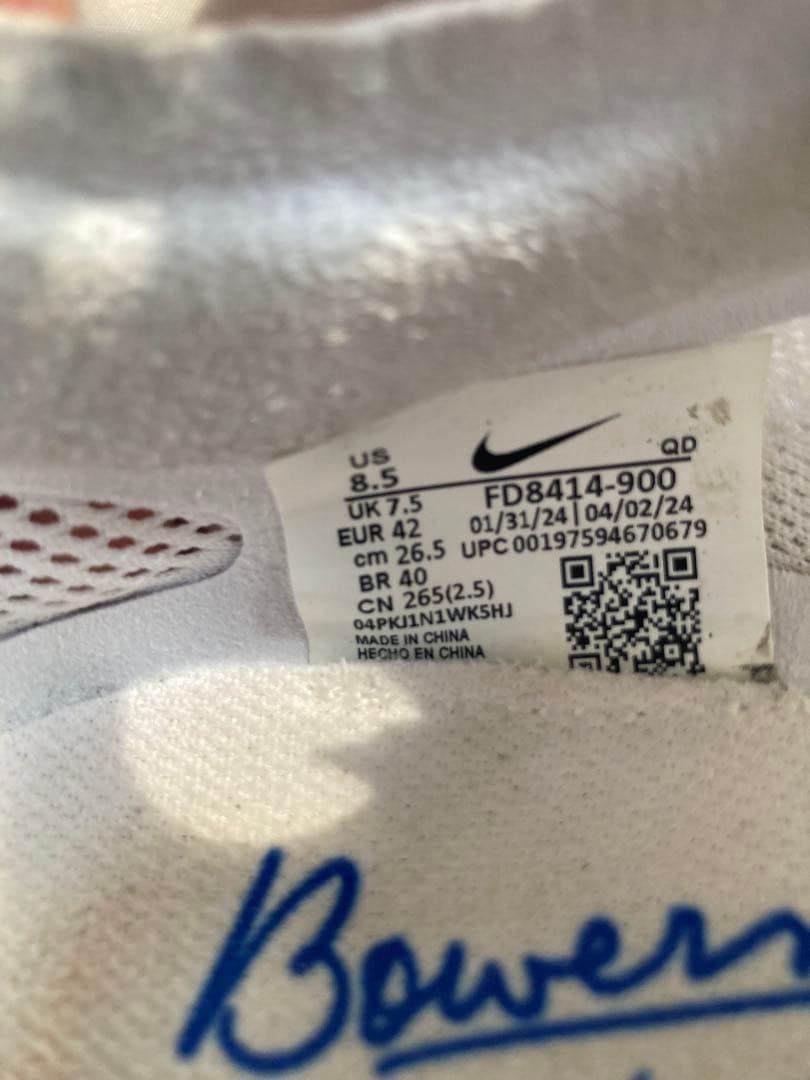 US
8.5
QD
UK 7.5
FD8414-900
EUR 42
01/31/24|04/02/24
cm 26.5
UPC 00197594670679
BR 40
CN 265(2.5)
04PKJ1N1WK5HJ
MADE IN CHINA
HECHO EN CHINA